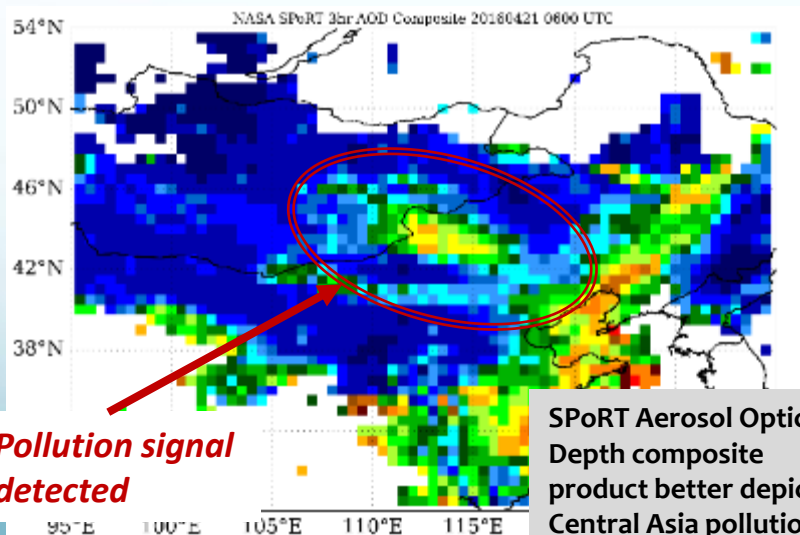 NASA SPoRT 3hr AOD Composite 20160421 0600 UTC
54°N
50°N
46°N
42°N
38°N
Pollution signal
detected
SPoRT Aerosol Optic
Depth composite
product better depic
Central Asia pollution
95°E 100°E 105°E 110°E 115°E